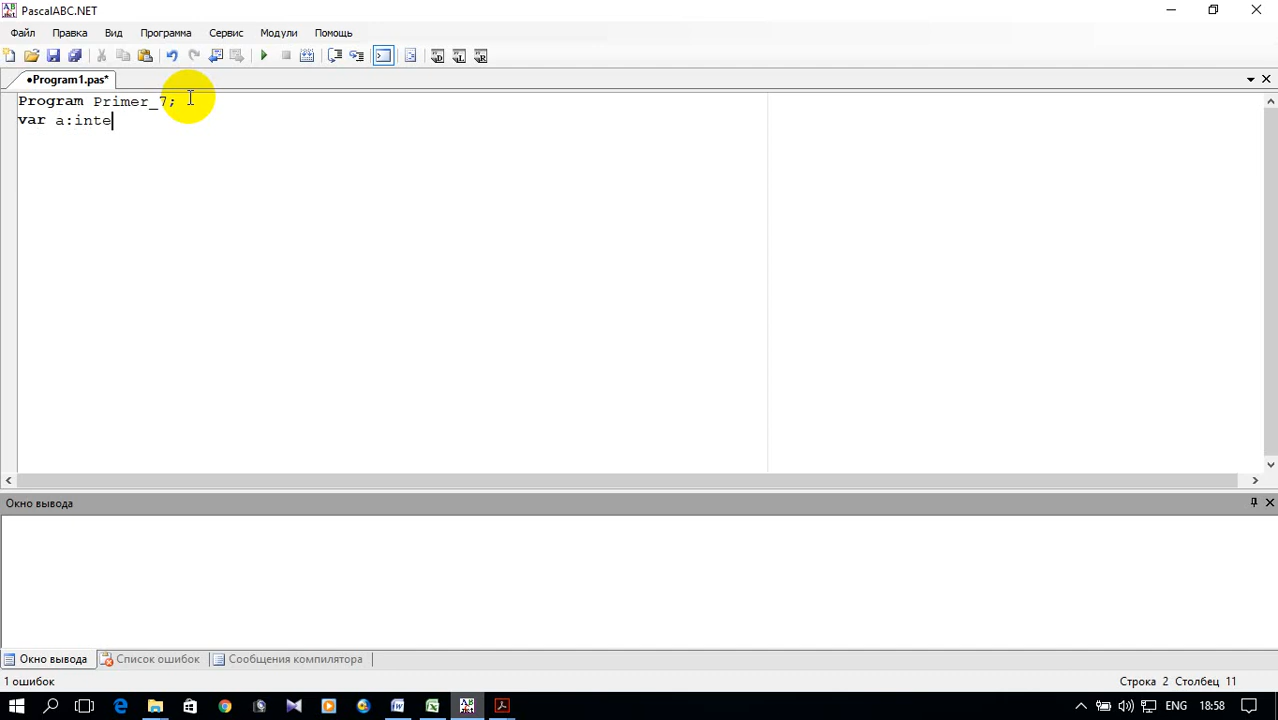 PascalABC.NET
Файл Правка Вид Программа Сервис Модули Помощь
•Program1.pas*
Program Primer_7;
var a:inte
Окно вывода
Окно вывода Список ошибок Сообщения компилятора
1 ошибок Строка 2 Столбец 11
ENG 18:58